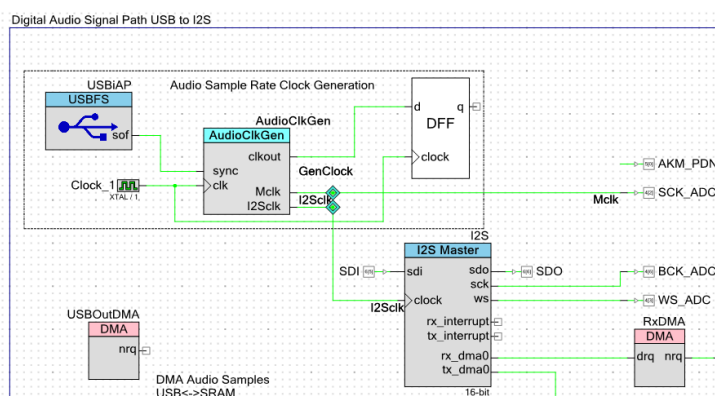 Digital Audio Signal Path USB to I2S
USBiAP
USBFS
sof
Audio Sample Rate Clock Generation
AudioClkGen
AudioClkGen
clkout
sync
clk
Mclk
I2Sclk
Clock_1
XTAL / 1
d q
DFF
clock
GenClock
I2Sclk
Mclk
AKM_PDN
SCK_ADC
I2S
I2S Master
SDI
sdi
sdo
SDO
sck
BCK_ADC
clock
ws
WS_ADC
I2Sclk
rx_interrupt
tx_interrupt
rx_dma0
tx_dma0
16-bit
USBOutDMA
DMA
nrq
RxDMA
DMA
drq nrq
DMA Audio Samples
USB<->SRAM